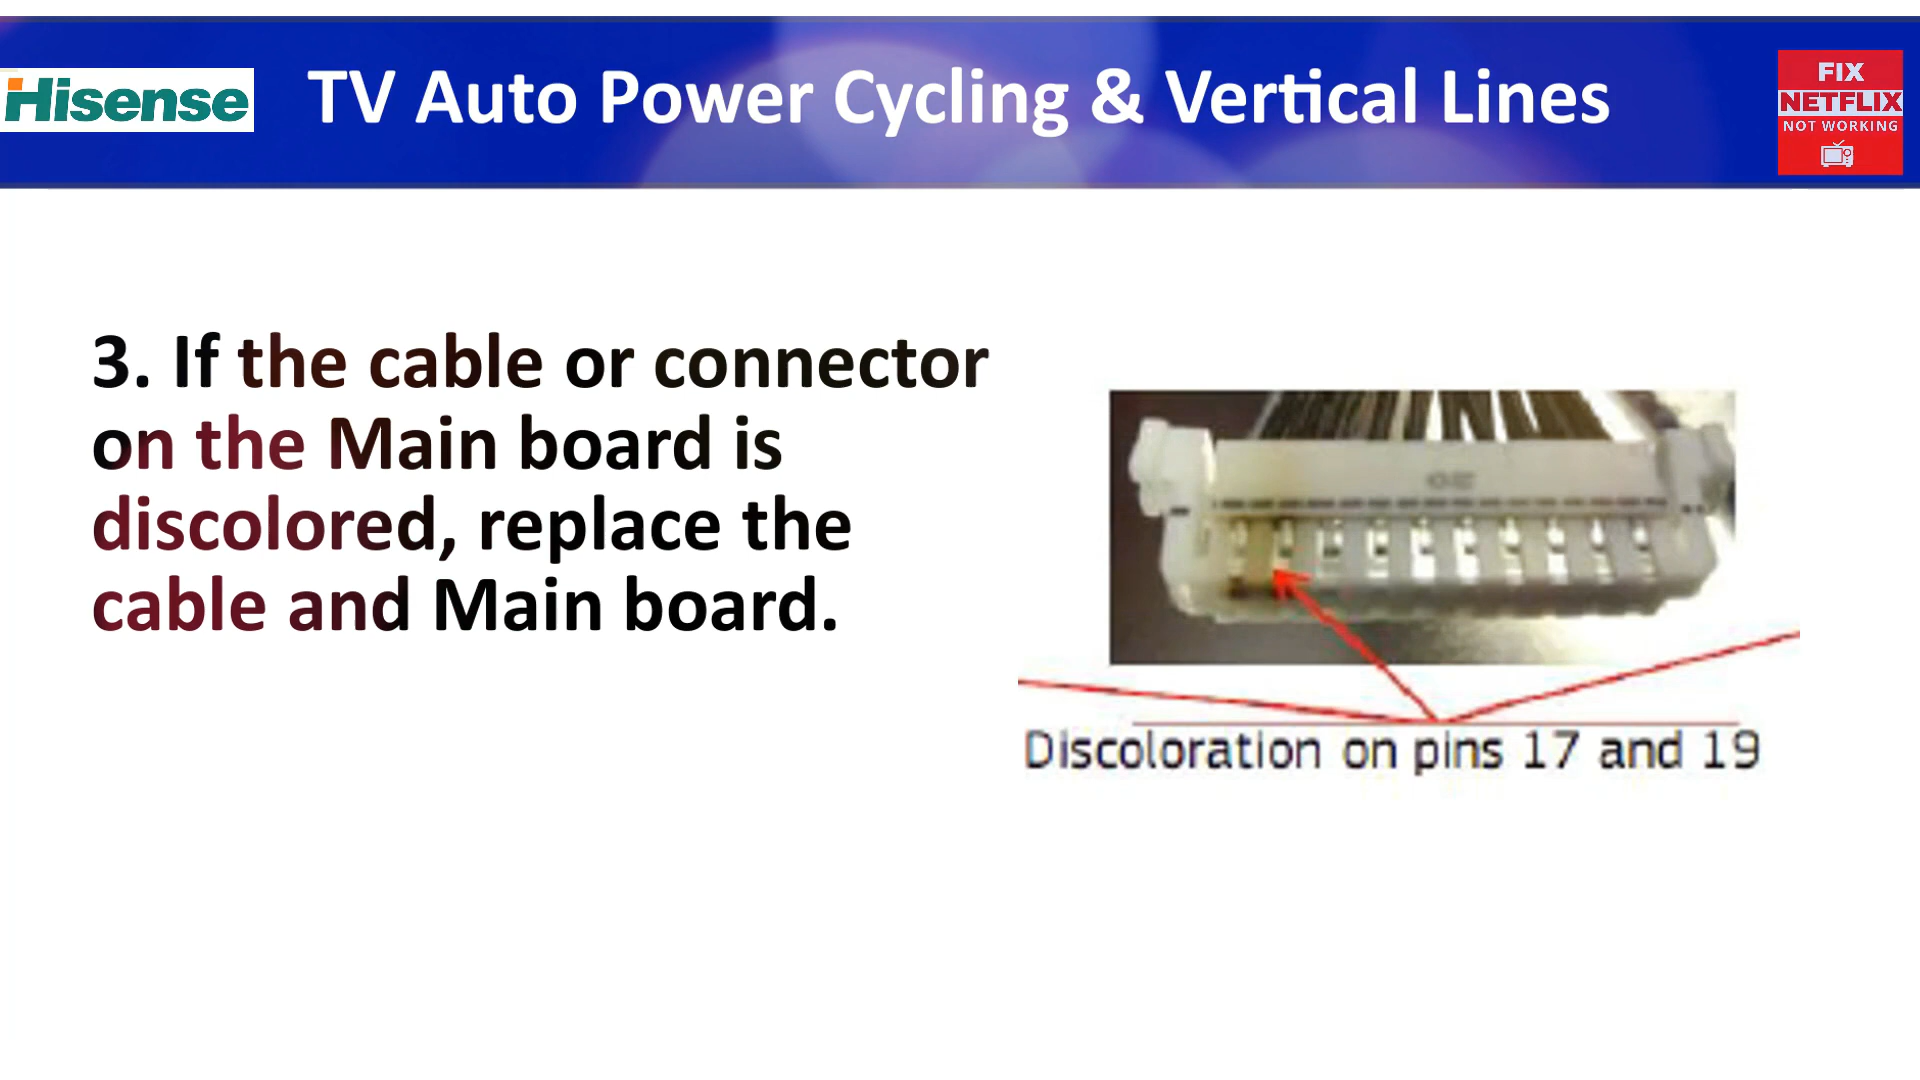 Hisense
TV Auto Power Cycling & Vertical Lines
FIX
NETFLIX
NOT WORKING
3. If the cable or connector
on the Main board is
discolored, replace the
cable and Main board.
Discoloration on pins 17 and 19